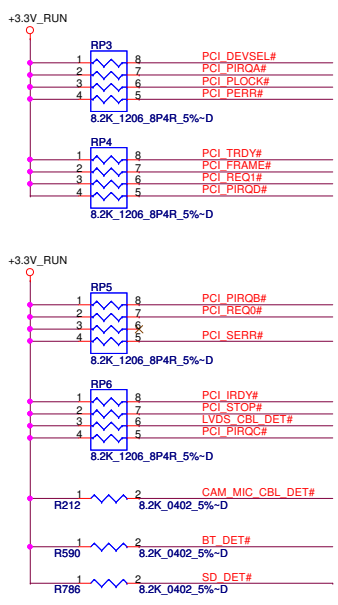 +3.3V_RUN
RP3
1 8 PCI_DEVSEL#
2 7 PCI_PIRQA#
3 6 PCI_PLOCK#
4 5 PCI_PERR#
8.2K_1206_8P4R_5%~D
RP4
1 8 PCI_TRDY#
2 7 PCI_FRAME#
3 6 PCI_REQ1#
4 5 PCI_PIRQD#
8.2K_1206_8P4R_5%~D
+3.3V_RUN
RP5
1 8 PCI_PIRQB#
2 7 PCI_REQ0#
3 6
4 5 PCI_SERR#
8.2K_1206_8P4R_5%~D
RP6
1 8 PCI_IRDY#
2 7 PCI_STOP#
3 6 LVDS_CBL_DET#
4 5 PCI_PIRQC#
8.2K_1206_8P4R_5%~D
1 2 CAM_MIC_CBL_DET#
R212 8.2K_0402_5%~D
1 2 BT_DET#
R590 8.2K_0402_5%~D
1 2 SD_DET#
R786 8.2K_0402_5%~D